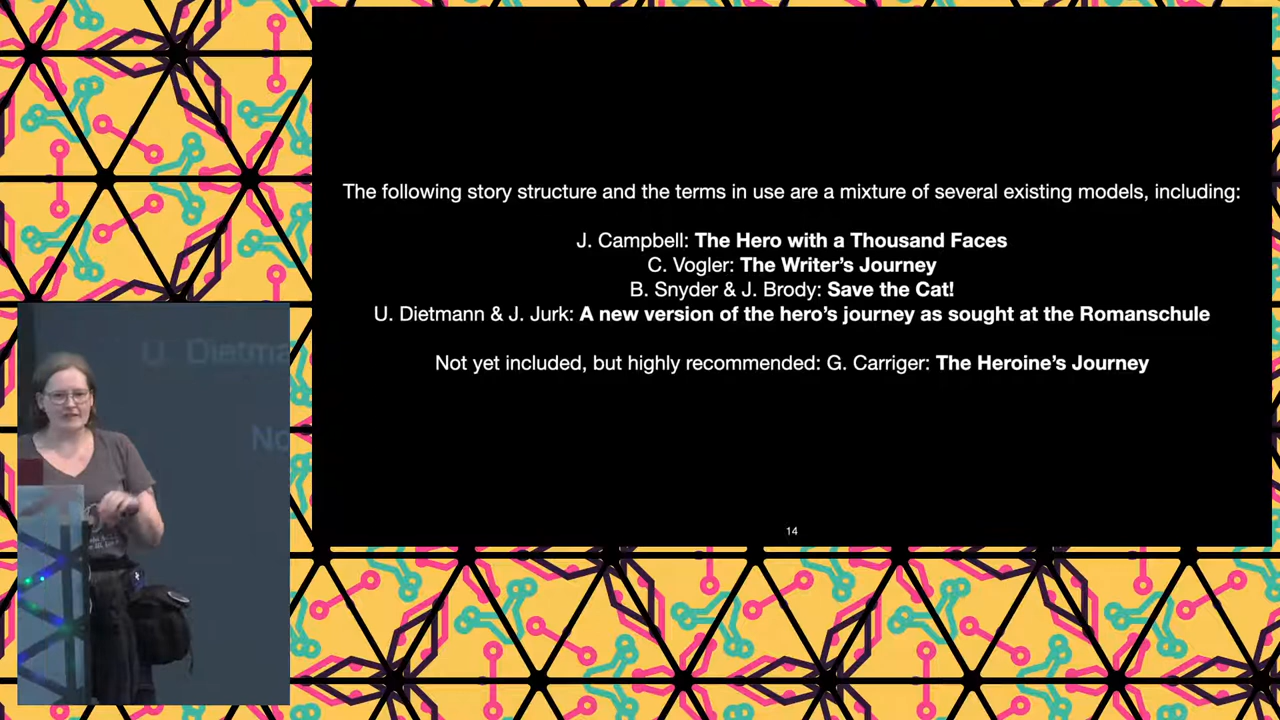 The following story structure and the terms in use are a mixture of several existing models, including:
J. Campbell: The Hero with a Thousand Faces
C. Vogler: The Writer's Journey
B. Snyder & J. Brody: Save the Cat!
U. Dietmann & J. Jurk: A new version of the hero's journey as sought at the Romanschule
Not yet included, but highly recommended: G. Carriger: The Heroine's Journey
14
U. Dietma
No